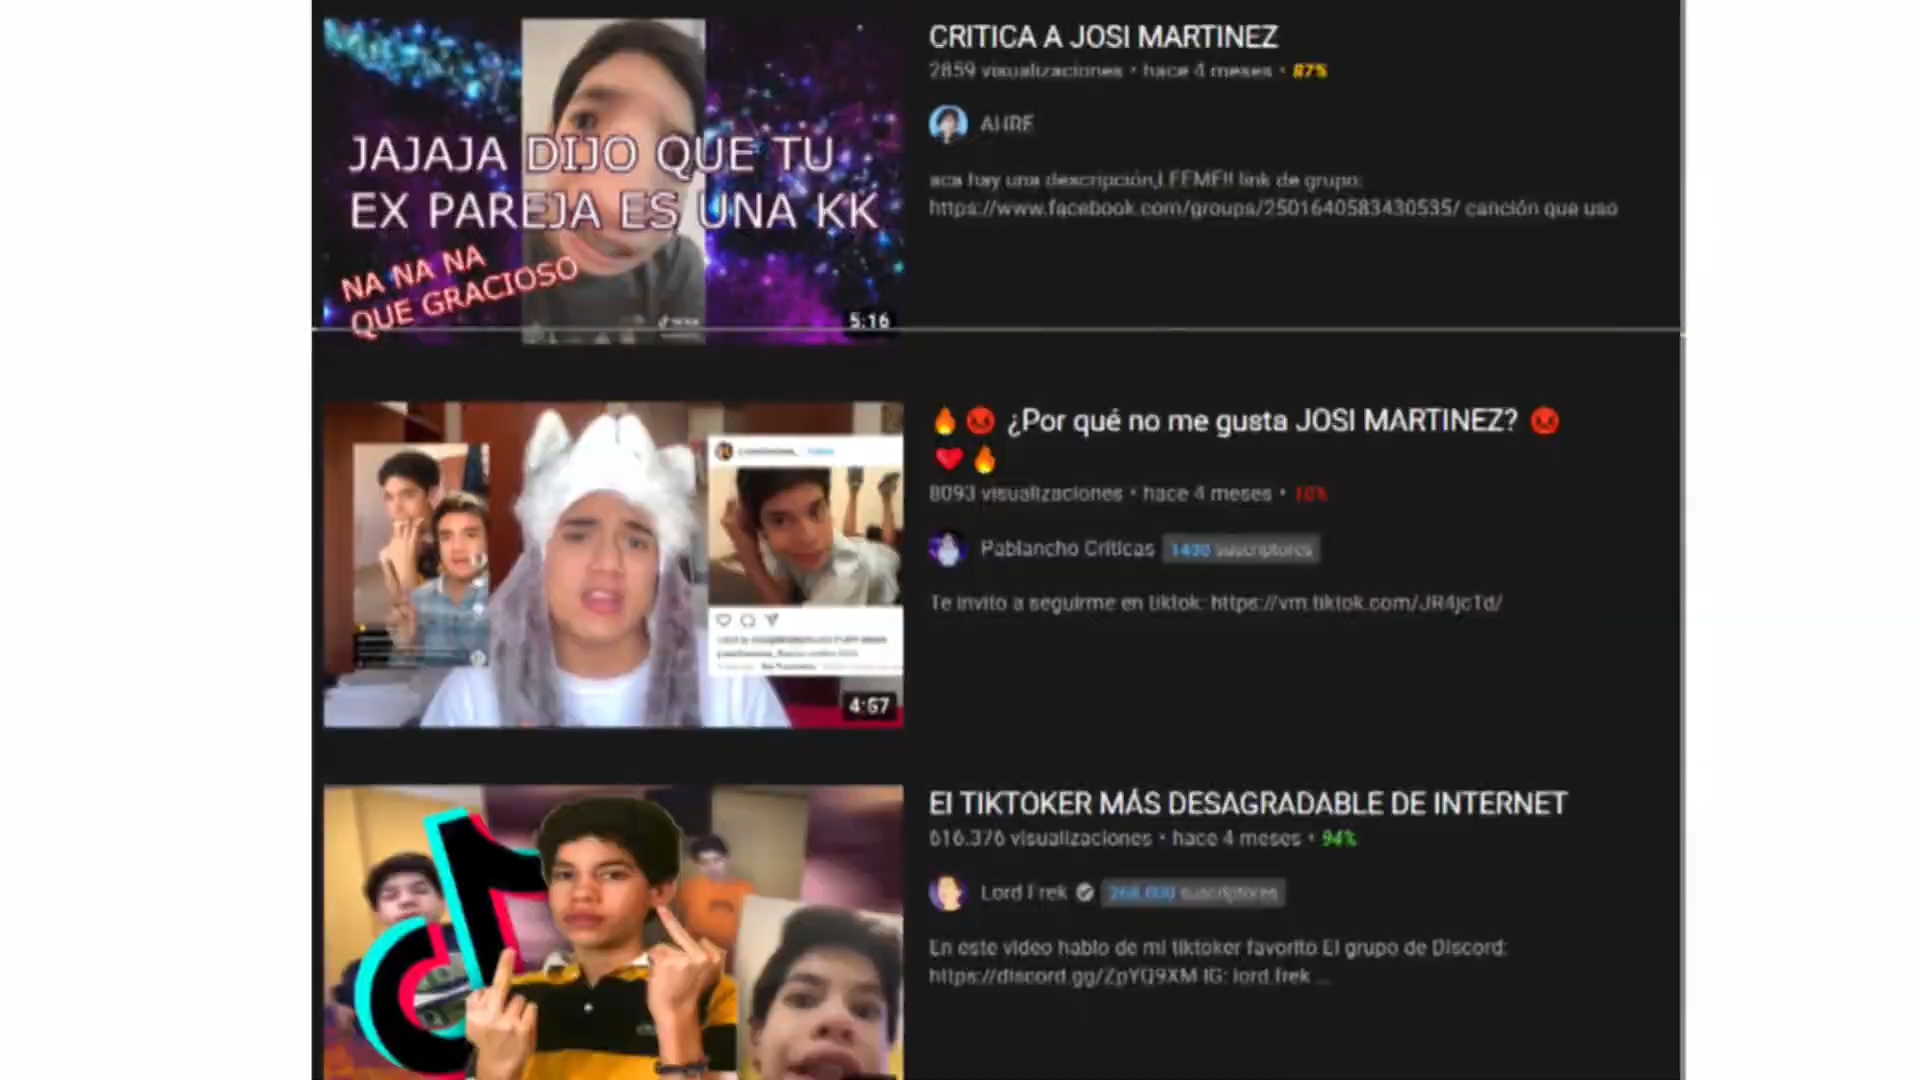 JAJAJA DIJO QUE TU
EX PAREJA ES UNA KK
NA NA NA
QUE GRACIOSO
5:16
CRITICA A JOSI MARTINEZ
2859 visualizaciones • hace 4 meses • 87%
AHRE
aca hay una descripción,LEEME!! link de grupo:
https://www.facebook.com/groups/2501640583430535/ canción que uso
4:57
🔥😡 ¿Por qué no me gusta JOSI MARTINEZ? 😡
❤️🔥
8093 visualizaciones • hace 4 meses • 10%
Pablancho Criticas 1430 suscriptores
Te invito a seguirme en tiktok: https://vm.tiktok.com/JR4jcTd/
El TIKTOKER MÁS DESAGRADABLE DE INTERNET
616.376 visualizaciones • hace 4 meses • 94%
Lord Frek 268.000 suscriptores
En este video hablo de mi tiktoker favorito El grupo de Discord:
https://discord.gg/ZpYQ9XM IG: lord.frek ...